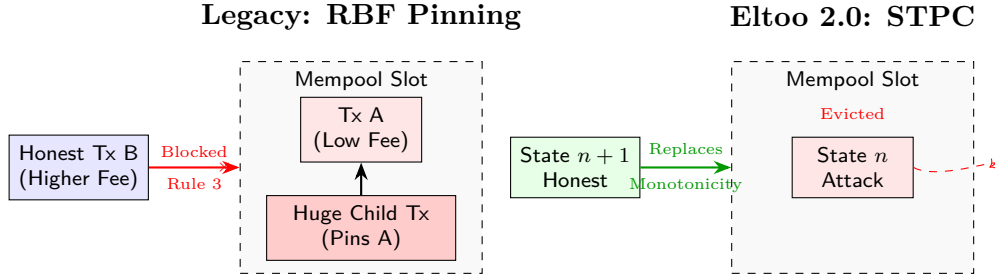 Legacy: RBF Pinning
Mempool Slot
Tx A
(Low Fee)
Honest Tx B
(Higher Fee)
Blocked
Rule 3
Huge Child Tx
(Pins A)
Eltoo 2.0: STPC
Mempool Slot
Evicted
State n + 1
Honest
Replaces
Monotonicity
State n
Attack